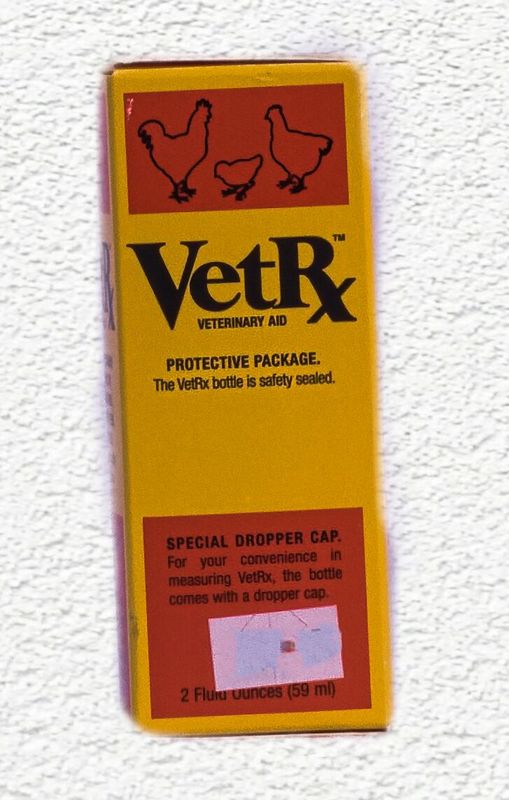 VetRx™
VETERINARY AID
PROTECTIVE PACKAGE.
The VetRx bottle is safety sealed.
SPECIAL DROPPER CAP.
For your convenience in
measuring VetRx, the bottle
comes with a dropper cap.
2 Fluid Ounces (59 ml)